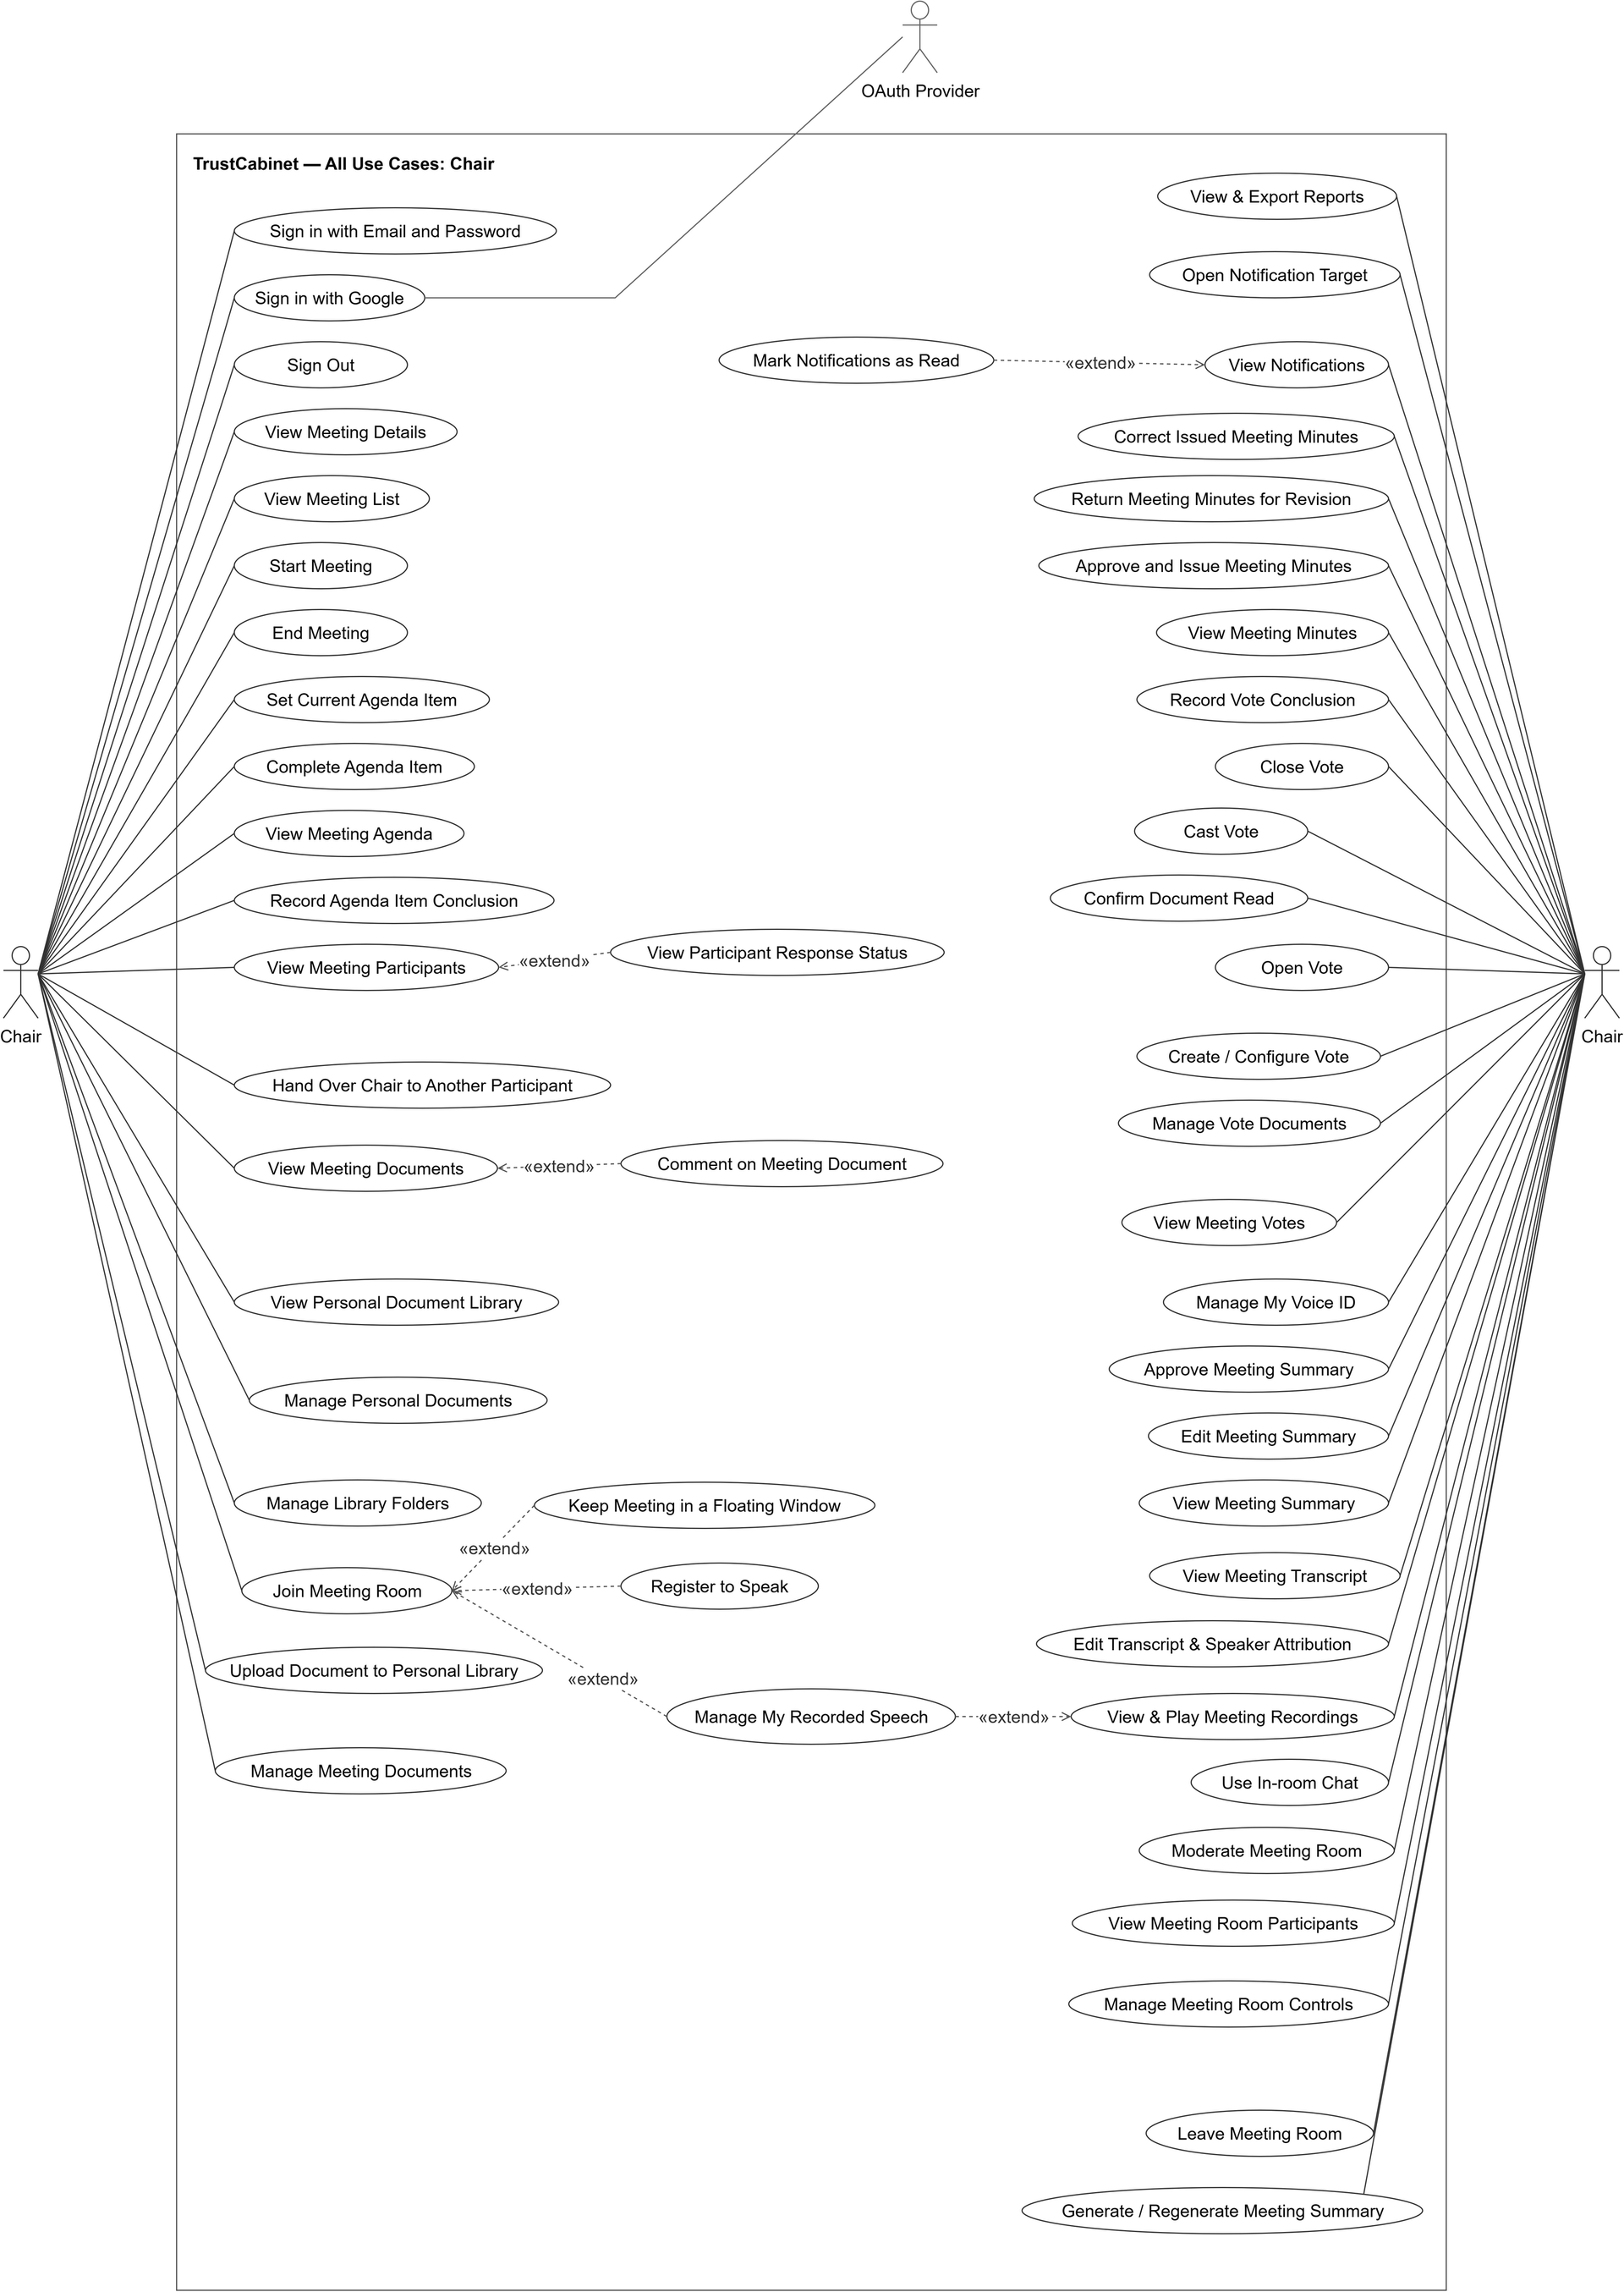 OAuth Provider
TrustCabinet — All Use Cases: Chair
View & Export Reports
Sign in with Email and Password
Open Notification Target
Sign in with Google
Mark Notifications as Read
«extend»
View Notifications
Sign Out
View Meeting Details
Correct Issued Meeting Minutes
View Meeting List
Return Meeting Minutes for Revision
Start Meeting
Approve and Issue Meeting Minutes
End Meeting
View Meeting Minutes
Set Current Agenda Item
Record Vote Conclusion
Complete Agenda Item
Close Vote
View Meeting Agenda
Cast Vote
Record Agenda Item Conclusion
Confirm Document Read
View Meeting Participants
«extend»
View Participant Response Status
Open Vote
Chair
Chair
Hand Over Chair to Another Participant
Create / Configure Vote
Manage Vote Documents
View Meeting Documents
«extend»
Comment on Meeting Document
View Meeting Votes
View Personal Document Library
Manage My Voice ID
Approve Meeting Summary
Manage Personal Documents
Edit Meeting Summary
Manage Library Folders
Keep Meeting in a Floating Window
View Meeting Summary
«extend»
Join Meeting Room
«extend»
Register to Speak
View Meeting Transcript
Edit Transcript & Speaker Attribution
Upload Document to Personal Library
«extend»
Manage My Recorded Speech
«extend»
View & Play Meeting Recordings
Manage Meeting Documents
Use In-room Chat
Moderate Meeting Room
View Meeting Room Participants
Manage Meeting Room Controls
Leave Meeting Room
Generate / Regenerate Meeting Summary